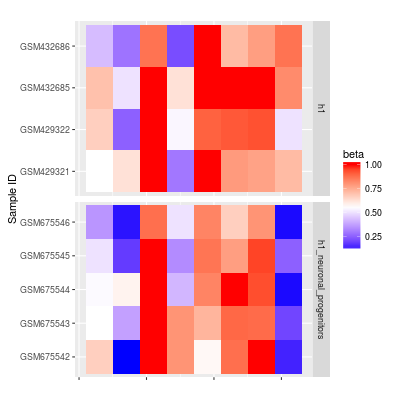 GSM432686
GSM432685
GSM429322
GSM429321
h1
GSM675546
GSM675545
GSM675544
GSM675543
GSM675542
h1_neuronal_progenitors
Sample ID
beta
1.00
0.75
0.50
0.25